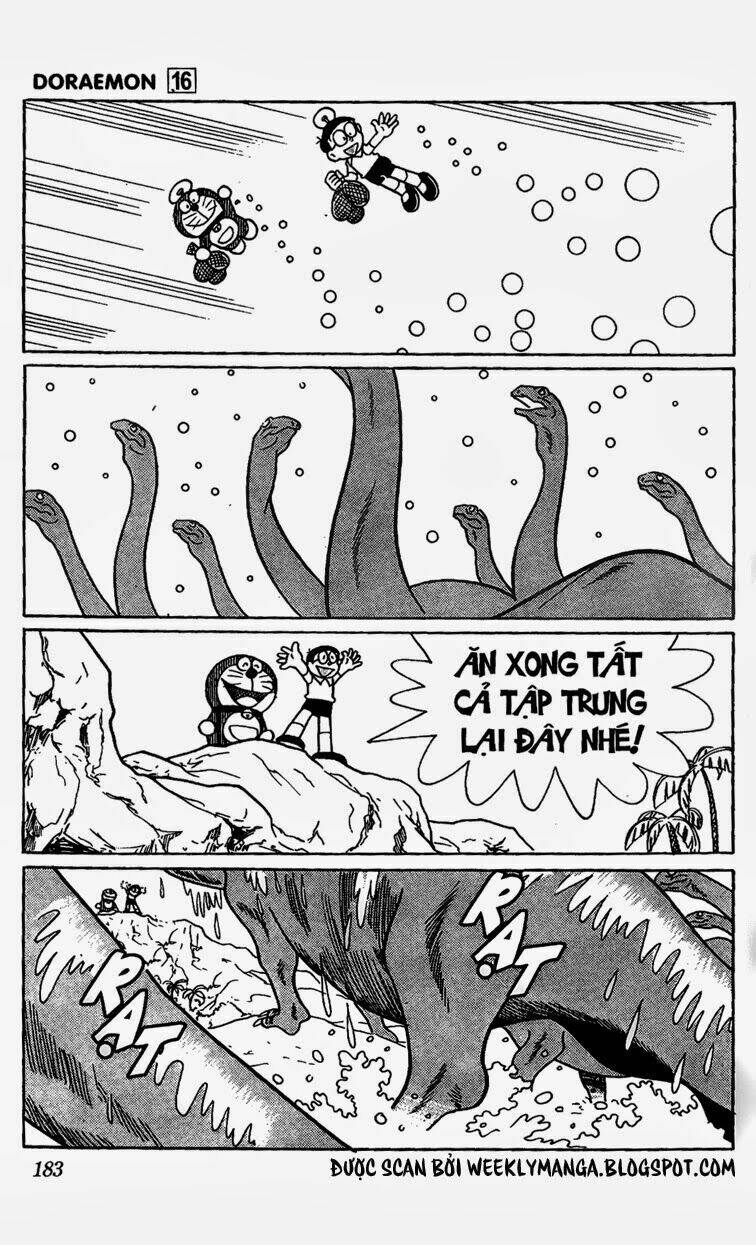 DORAEMON 16
ĂN XONG TẤT
CẢ TẬP TRUNG
LẠI ĐÂY NHÉ!
RẠT
RẠT
183
ĐƯỢC SCAN BỞI WEEKLYMANGA.BLOGSPOT.COM